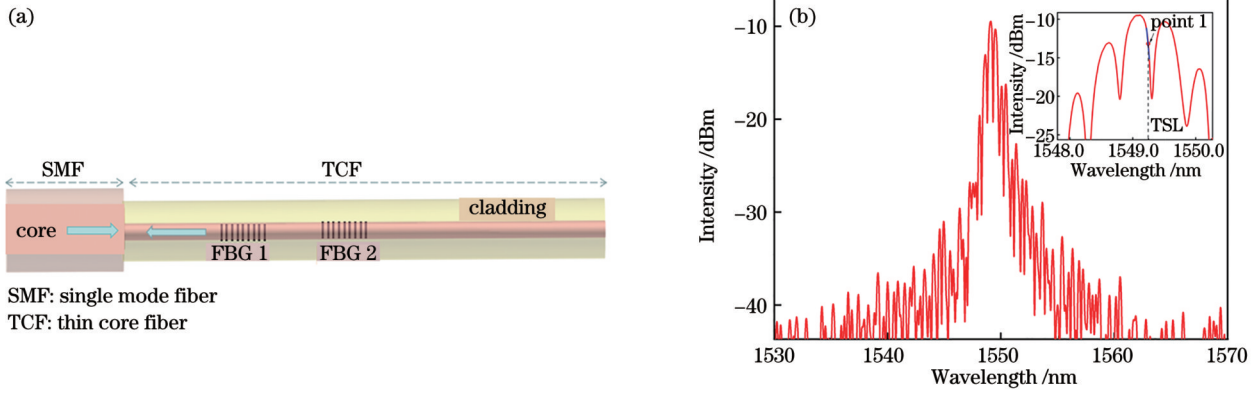 (a)
SMF
TCF
cladding
core
FBG 1
FBG 2
SMF: single mode fiber
TCF: thin core fiber
(b)
−10
−20
−30
−40
Intensity /dBm
1530
1540
1550
1560
1570
Wavelength /nm
−10
−15
−20
−25
Intensity /dBm
point 1
TSL
1548.0
1549.0
1550.0
Wavelength /nm